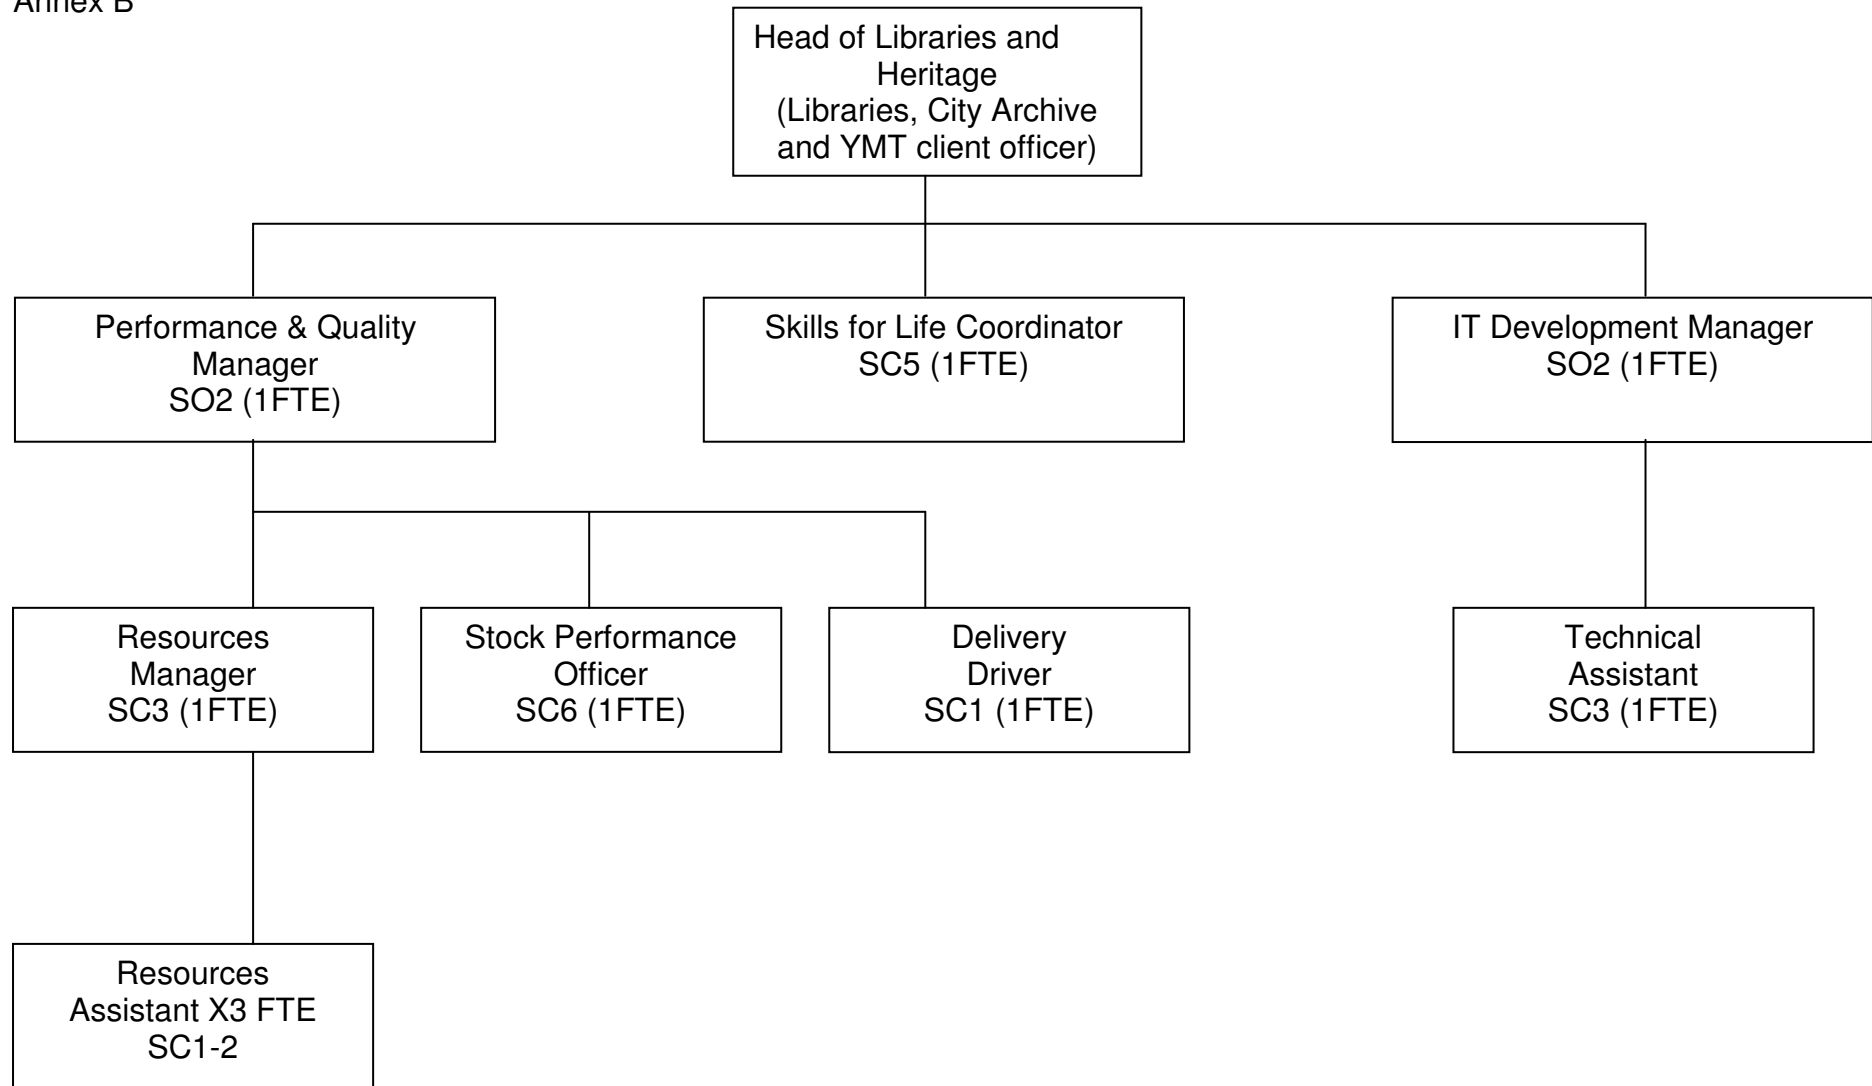 Annex B
Head of Libraries and
Heritage
(Libraries, City Archive
and YMT client officer)
Performance & Quality
Manager
SO2 (1FTE)
Skills for Life Coordinator
SC5 (1FTE)
IT Development Manager
SO2 (1FTE)
Resources
Manager
SC3 (1FTE)
Stock Performance
Officer
SC6 (1FTE)
Delivery
Driver
SC1 (1FTE)
Technical
Assistant
SC3 (1FTE)
Resources
Assistant X3 FTE
SC1-2